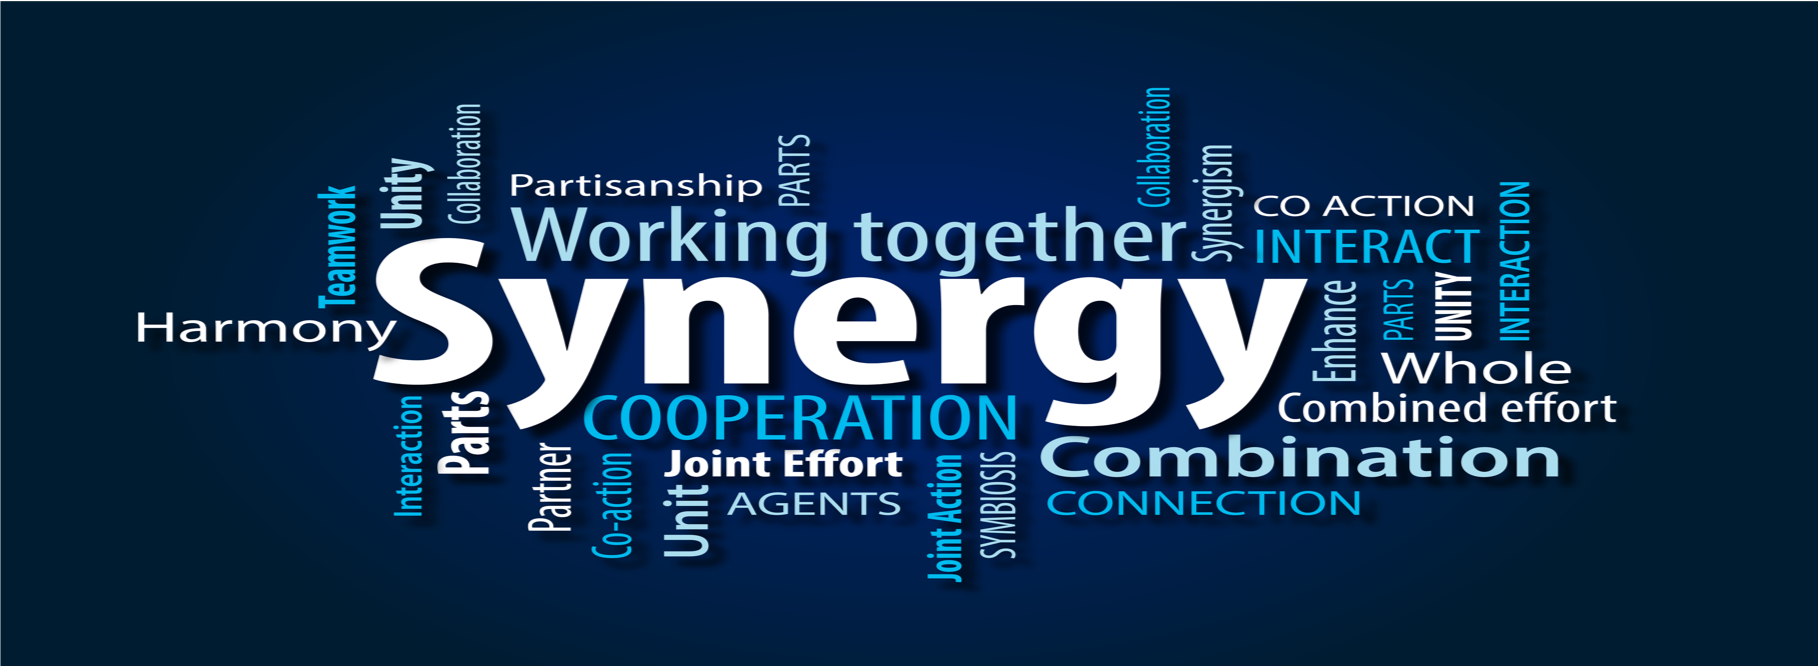 Collaboration
Collaboration
PARTS
Synergism
Unity
Partisanship
Teamwork
CO ACTION
INTERACTION
Working together
INTERACT
Synergy
Harmony
Enhance
PARTS
UNITY
Whole
Interaction
Parts
COOPERATION
Combined effort
Partner
Joint Effort
Combination
Co-action
Unit
AGENTS
Joint Action
SYMBIOSIS
CONNECTION